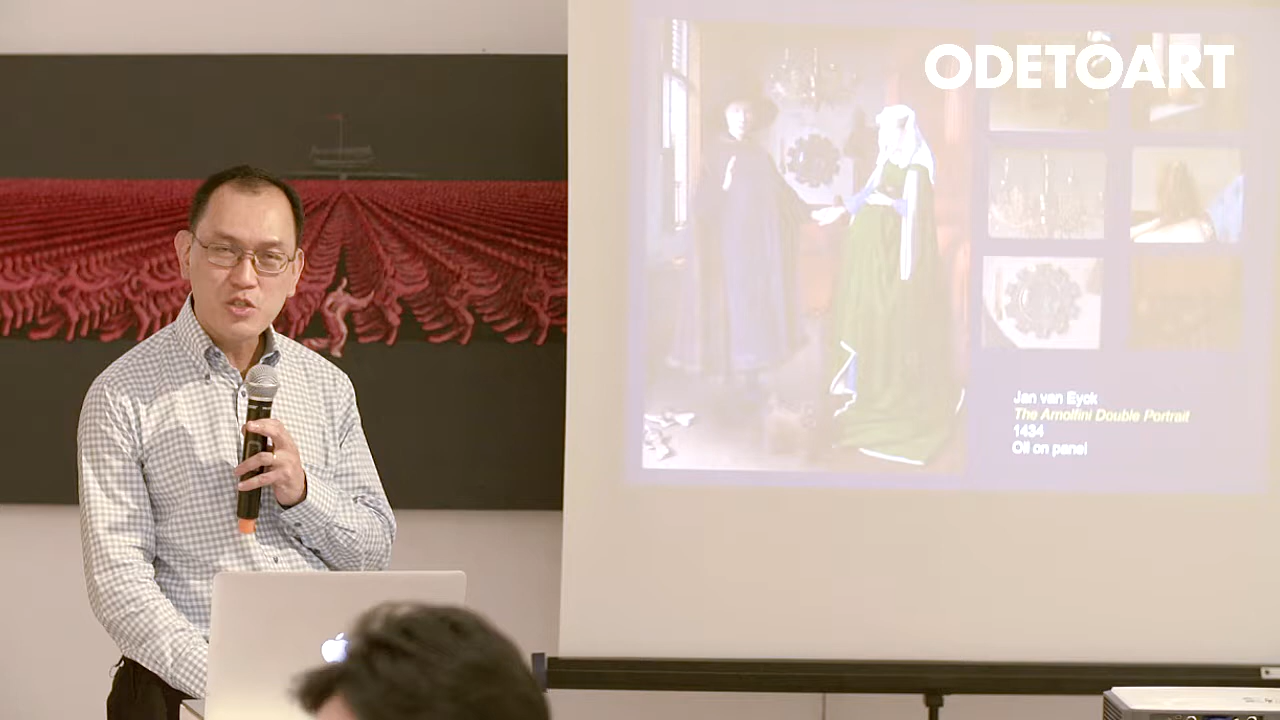 ODETOART
Jan van Eyck
The Arnolfini Double Portrait
1434
Oil on panel